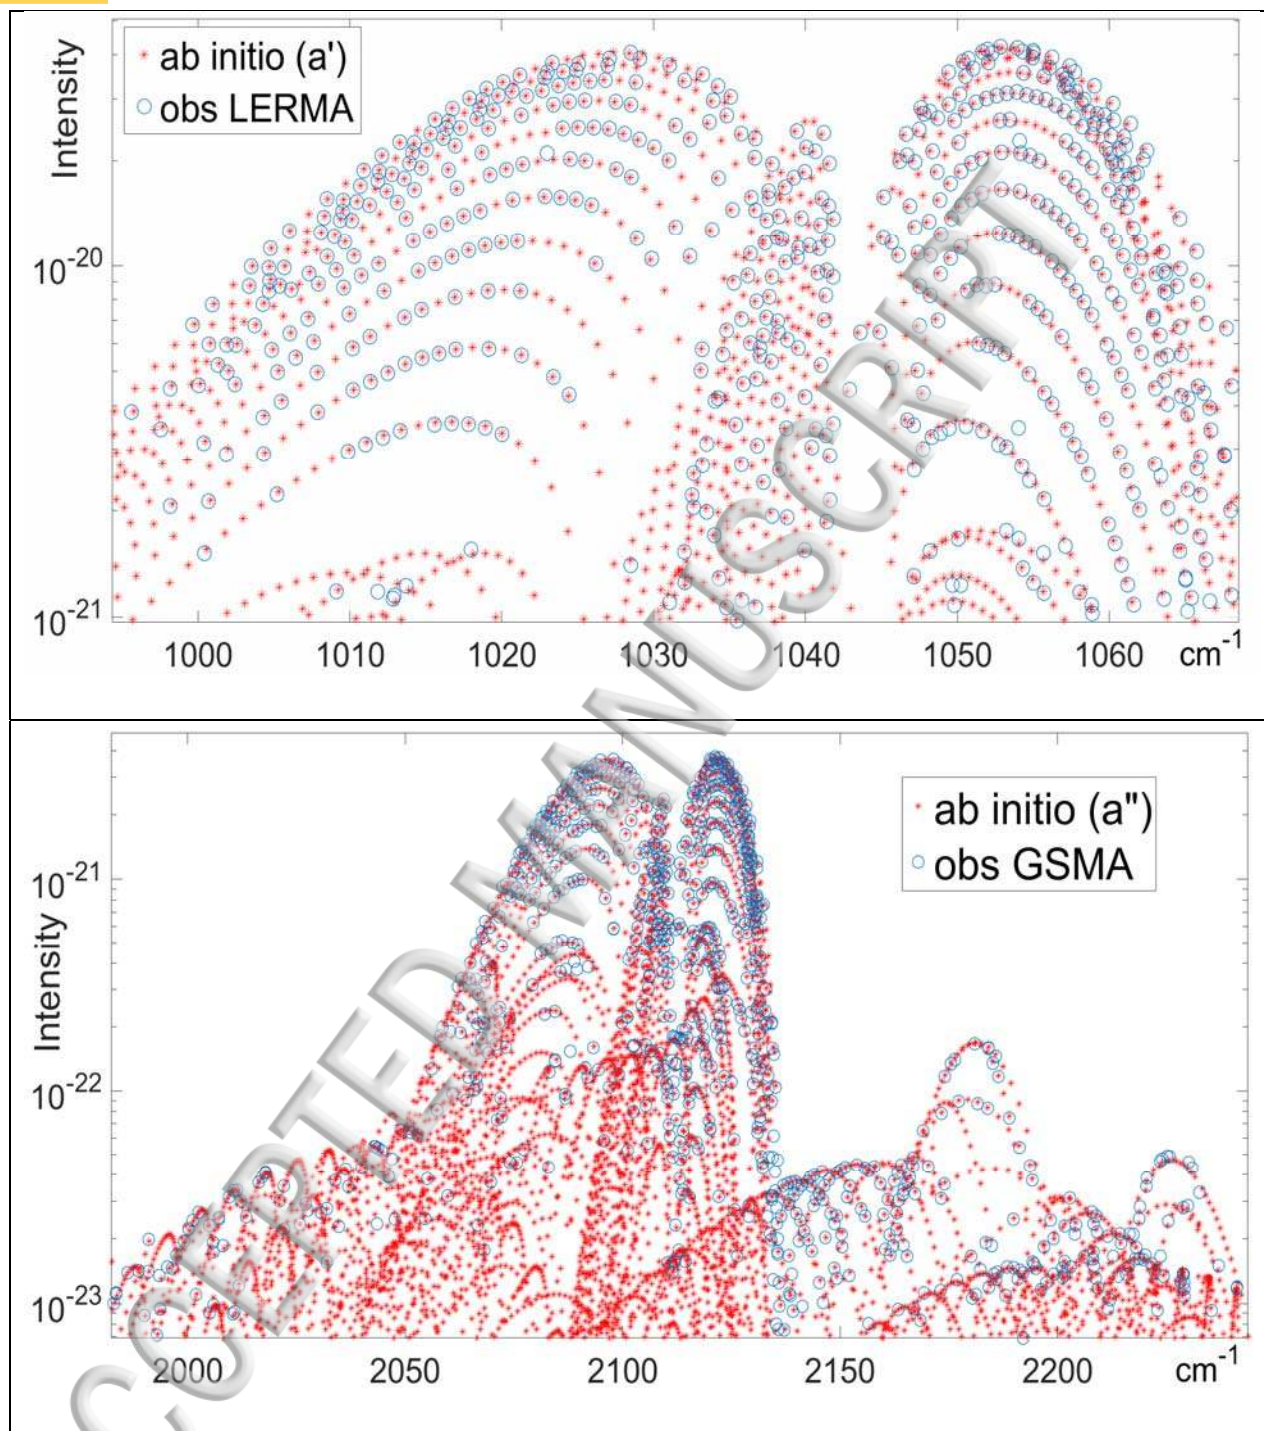 Intensity
* ab initio (a')
○ obs LERMA
10-20
10-21
1000 1010 1020 1030 1040 1050 1060 cm-1
Intensity
* ab initio (a")
○ obs GSMA
10-21
10-22
10-23
2000 2050 2100 2150 2200 cm-1
CCEPTED MANUSCRIPT